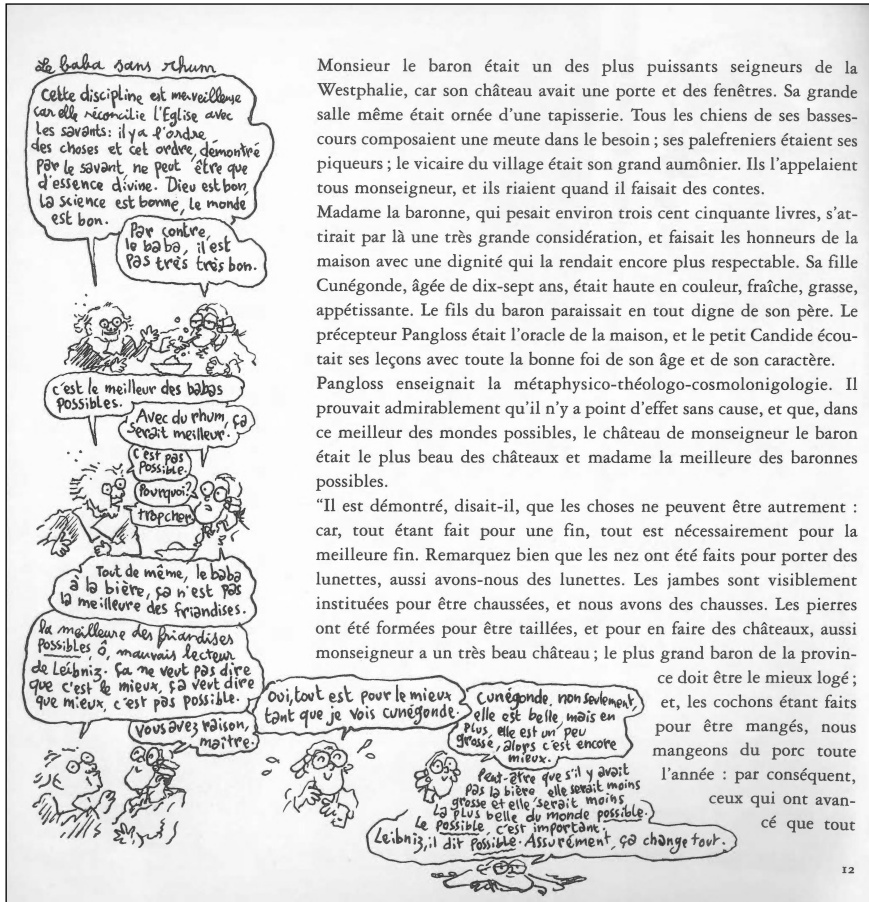 Le baba sans rhum
Cette discipline est merveilleuse
car elle réconcilie l'Eglise avec
les savants: il y a l'ordre
des choses et cet ordre, démontré
par le savant, ne peut être que
d'essence divine. Dieu est bon,
la science est bonne, le monde
est bon.
Par contre,
le baba, il est
pas très très bon.
c'est le meilleur des babas
possibles.
Avec du rhum, ça
serait meilleur.
C'est pas
possible.
Pourquoi?
trop cher.
Tout de même, le baba
à la bière, ça n'est pas
la meilleure des friandises.
la meilleure des friandises
possibles ô, mauvais lecteur
de Leibniz. ça ne veut pas dire
que c'est le mieux, ça veut dire
que mieux, c'est pas possible.
vous avez raison,
maître.
oui, tout est pour le mieux
tant que je vois cunégonde.
Cunégonde, non seulement,
elle est belle, mais en
plus, elle est un peu
grosse, alors c'est encore
mieux.
Peut-être que s'il y avait
pas la bière elle serait moins
grosse et elle serait moins
la plus belle du monde possible.
Le possible, c'est important.
Leibniz, il dit possible. Assurément, ça change tout.
Monsieur le baron était un des plus puissants seigneurs de la
Westphalie, car son château avait une porte et des fenêtres. Sa grande
salle même était ornée d'une tapisserie. Tous les chiens de ses basses-
cours composaient une meute dans le besoin ; ses palefreniers étaient ses
piqueurs ; le vicaire du village était son grand aumônier. Ils l'appelaient
tous monseigneur, et ils riaient quand il faisait des contes.
Madame la baronne, qui pesait environ trois cent cinquante livres, s'at-
tirait par là une très grande considération, et faisait les honneurs de la
maison avec une dignité qui la rendait encore plus respectable. Sa fille
Cunégonde, âgée de dix-sept ans, était haute en couleur, fraîche, grasse,
appétissante. Le fils du baron paraissait en tout digne de son père. Le
précepteur Pangloss était l'oracle de la maison, et le petit Candide écou-
tait ses leçons avec toute la bonne foi de son âge et de son caractère.
Pangloss enseignait la métaphysico-théologo-cosmolonigologie. Il
prouvait admirablement qu'il n'y a point d'effet sans cause, et que, dans
ce meilleur des mondes possibles, le château de monseigneur le baron
était le plus beau des châteaux et madame la meilleure des baronnes
possibles.
“Il est démontré, disait-il, que les choses ne peuvent être autrement :
car, tout étant fait pour une fin, tout est nécessairement pour la
meilleure fin. Remarquez bien que les nez ont été faits pour porter des
lunettes, aussi avons-nous des lunettes. Les jambes sont visiblement
instituées pour être chaussées, et nous avons des chausses. Les pierres
ont été formées pour être taillées, et pour en faire des châteaux, aussi
monseigneur a un très beau château ; le plus grand baron de la provin-
ce doit être le mieux logé ;
et, les cochons étant faits
pour être mangés, nous
mangeons du porc toute
l'année : par conséquent,
ceux qui ont avan-
cé que tout
12